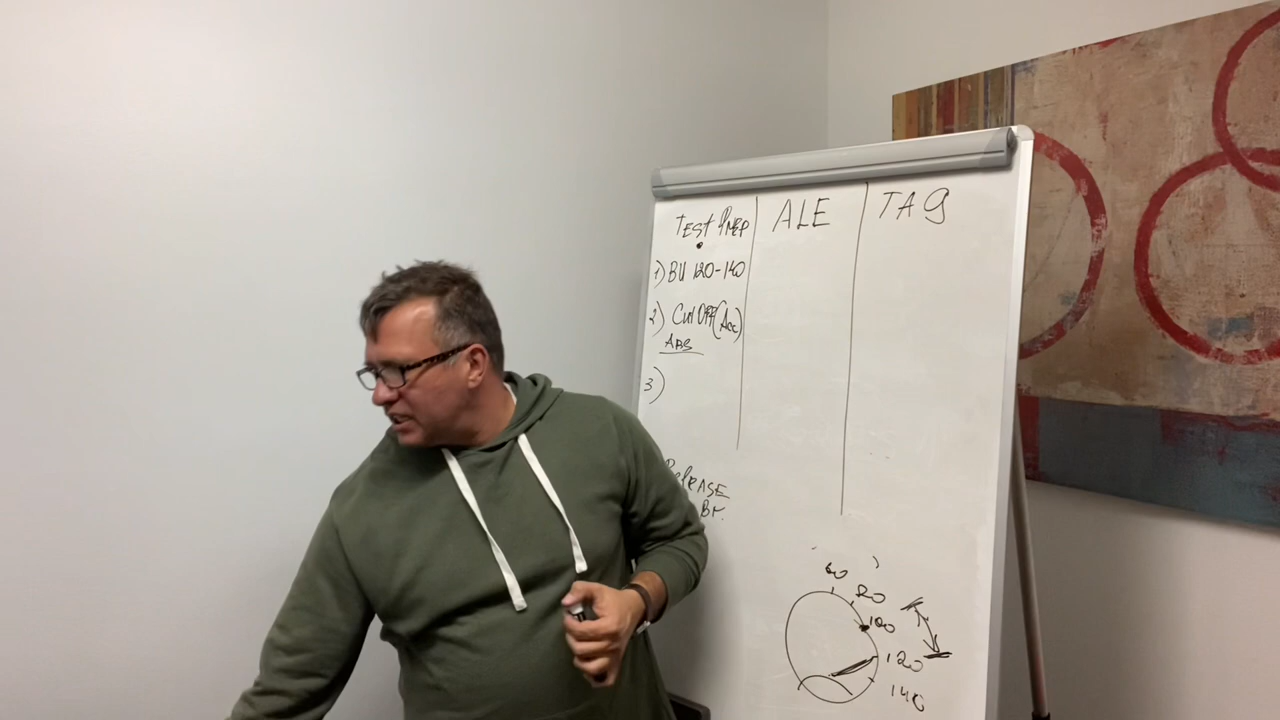 TEST PREP
ALE
TAG
1) BU 120-140
2) CUT OFF (Acc)
ABS
3)
RELEASE
Br.
60
80
100
120
140